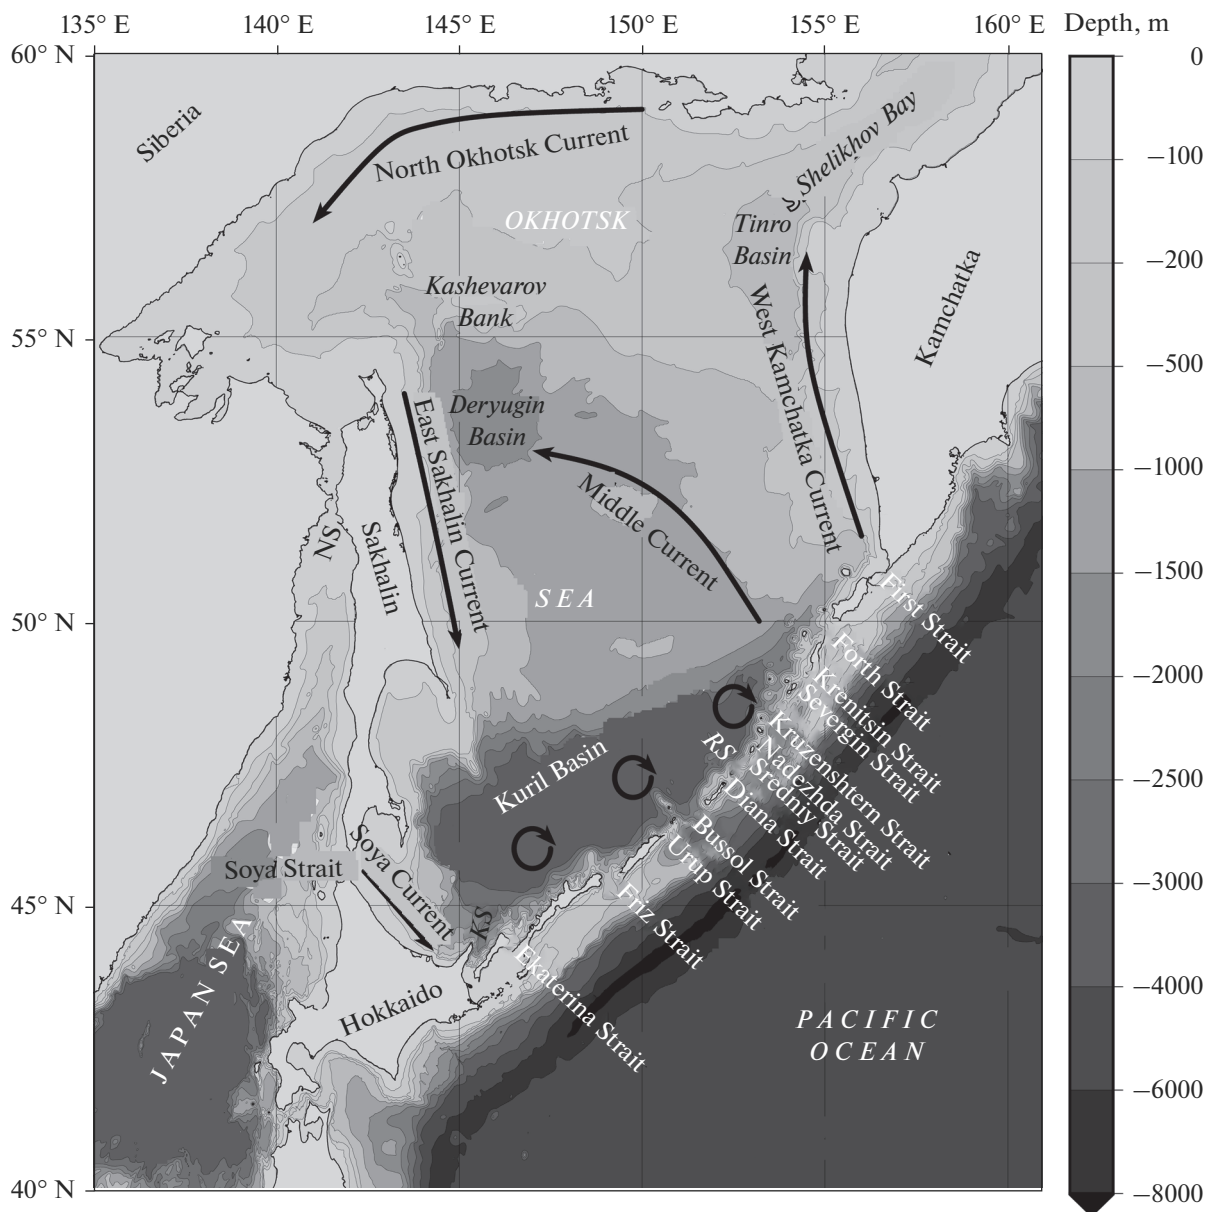 135° E 140° E 145° E 150° E 155° E 160° E Depth, m
60° N
0
Siberia
Shelikhov Bay
–100
North Okhotsk Current
OKHOTSK
Tinro
Basin
–200
Kamchatka
Kashevarov
Bank
West Kamchatka Current
55° N
–500
Deryugin
Basin
East Sakhalin Current
–1000
Middle Current
NS
Sakhalin
–1500
SEA
First Strait
50° N
Forth Strait
–2000
Krenitsin Strait
Severgin Strait
RS
Kruzenshtern Strait
Kuril Basin
Nadezhda Strait
–2500
Sredniy Strait
Diana Strait
Bussol Strait
Soya Strait
Soya Current
Urup Strait
–3000
45° N
Friz Strait
KS
JAPAN SEA
Ekaterina Strait
Hokkaido
–4000
PACIFIC
OCEAN
–6000
40° N
–8000